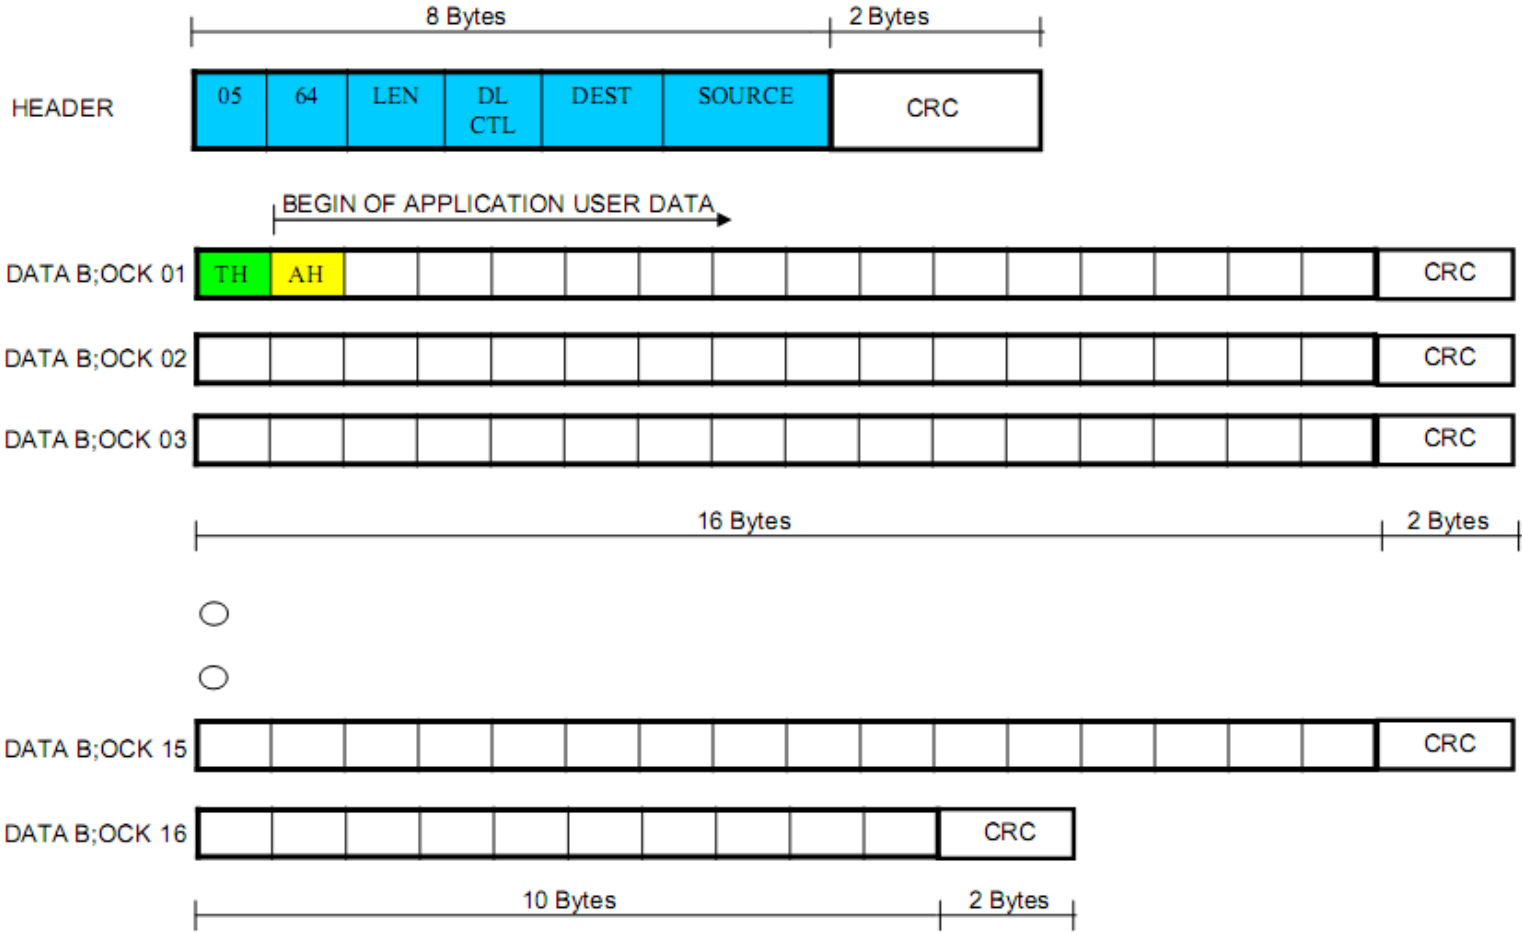 8 Bytes 2 Bytes
HEADER 05 64 LEN DL CTL DEST SOURCE CRC
BEGIN OF APPLICATION USER DATA
DATA B;OCK 01 TH AH CRC
DATA B;OCK 02 CRC
DATA B;OCK 03 CRC
16 Bytes 2 Bytes
DATA B;OCK 15 CRC
DATA B;OCK 16 CRC
10 Bytes 2 Bytes